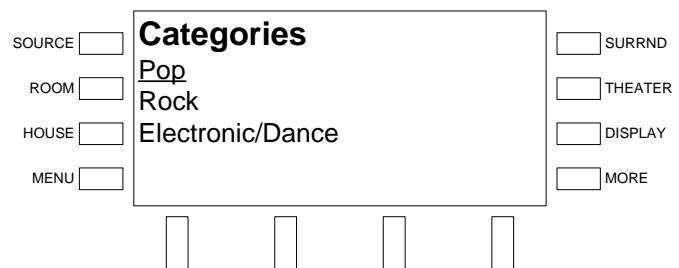 Categories
SOURCE
SURRND
Pop
ROOM
THEATER
Rock
HOUSE
Electronic/Dance
DISPLAY
MENU
MORE